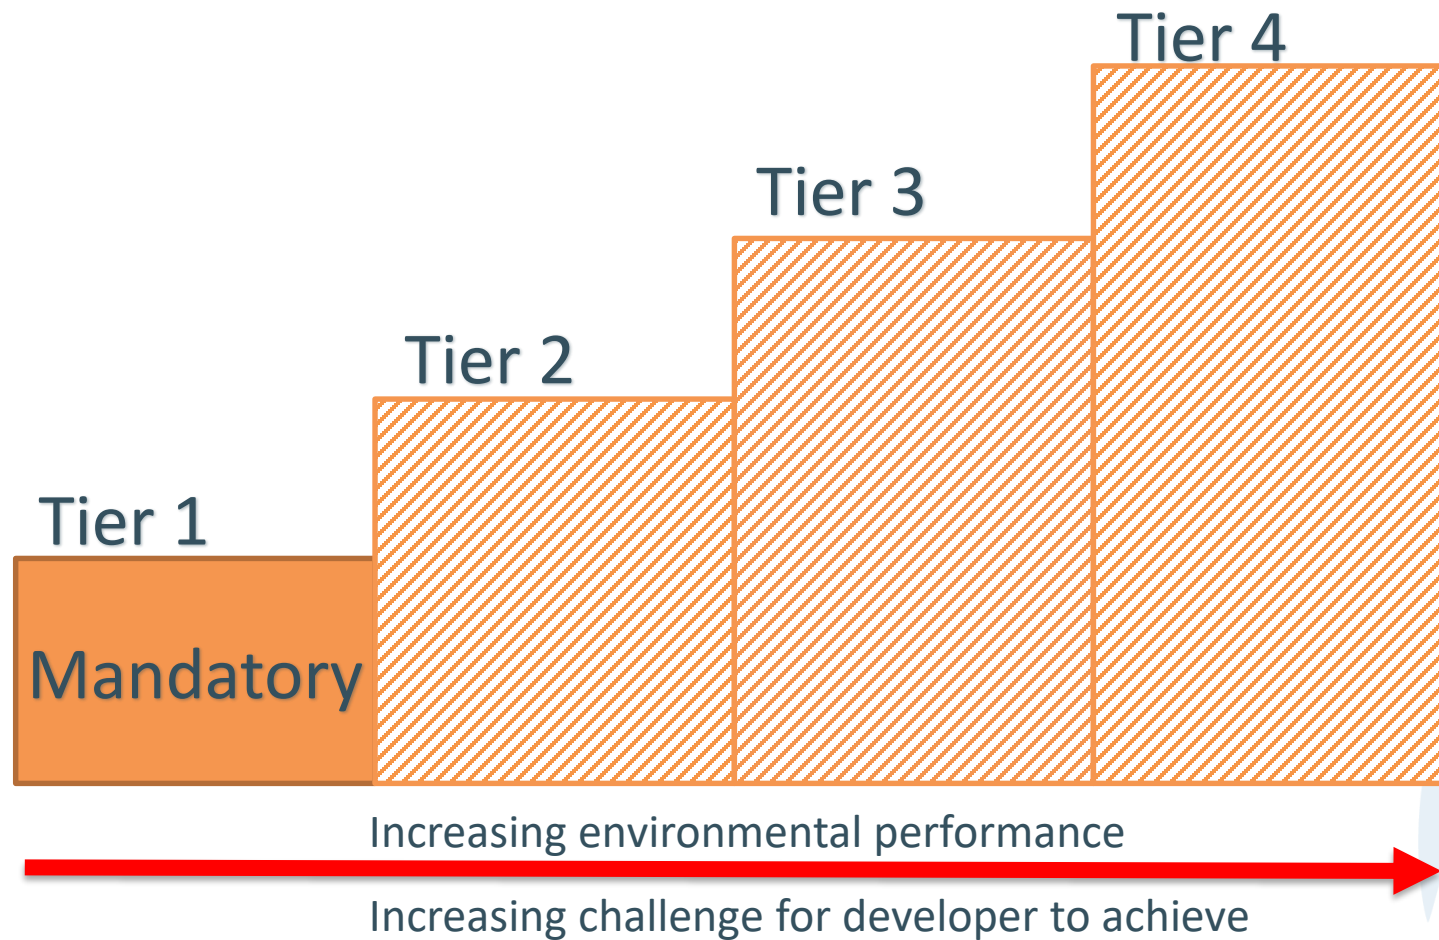 Tier 4
Tier 3
Tier 2
Tier 1
Mandatory
Increasing environmental performance
Increasing challenge for developer to achieve